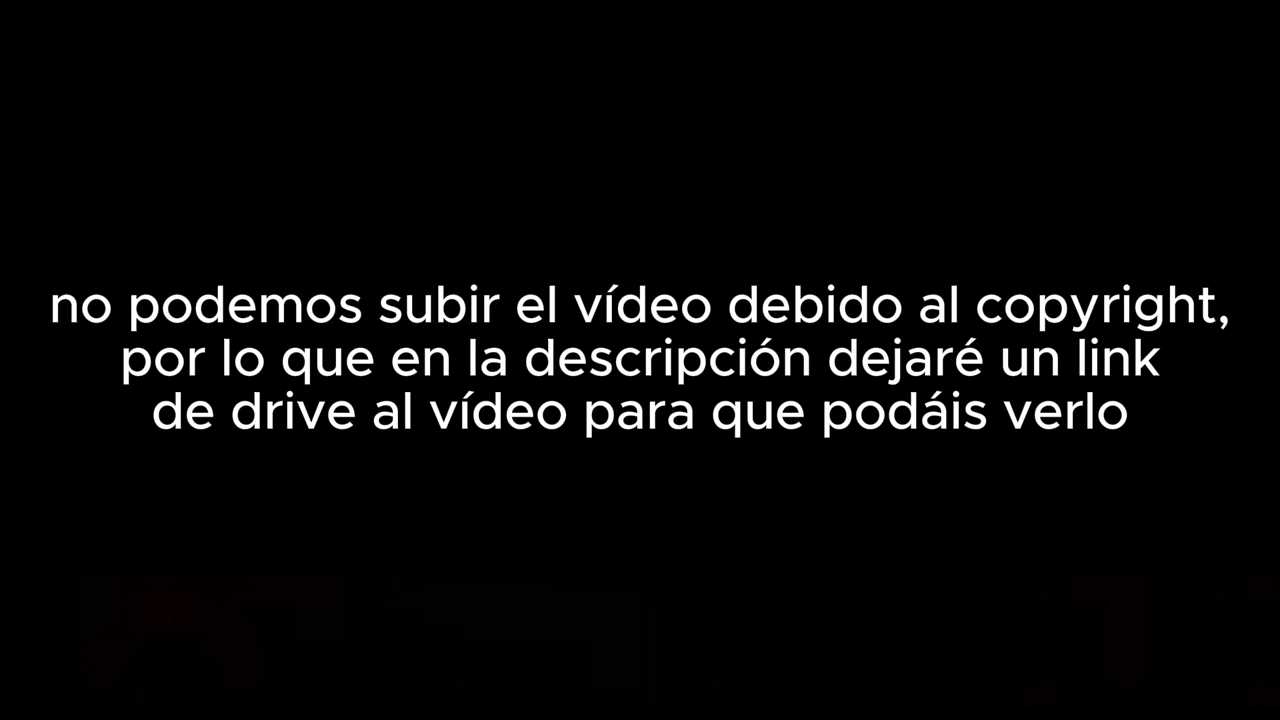 no podemos subir el vídeo debido al copyright,
por lo que en la descripción dejaré un link
de drive al vídeo para que podáis verlo